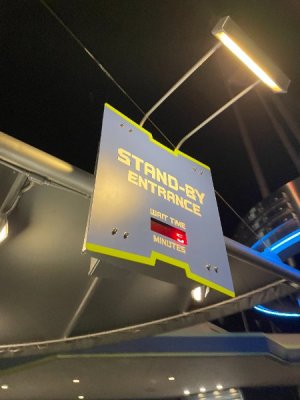 STAND-BY
ENTRANCE
WAIT TIME
5
MINUTES